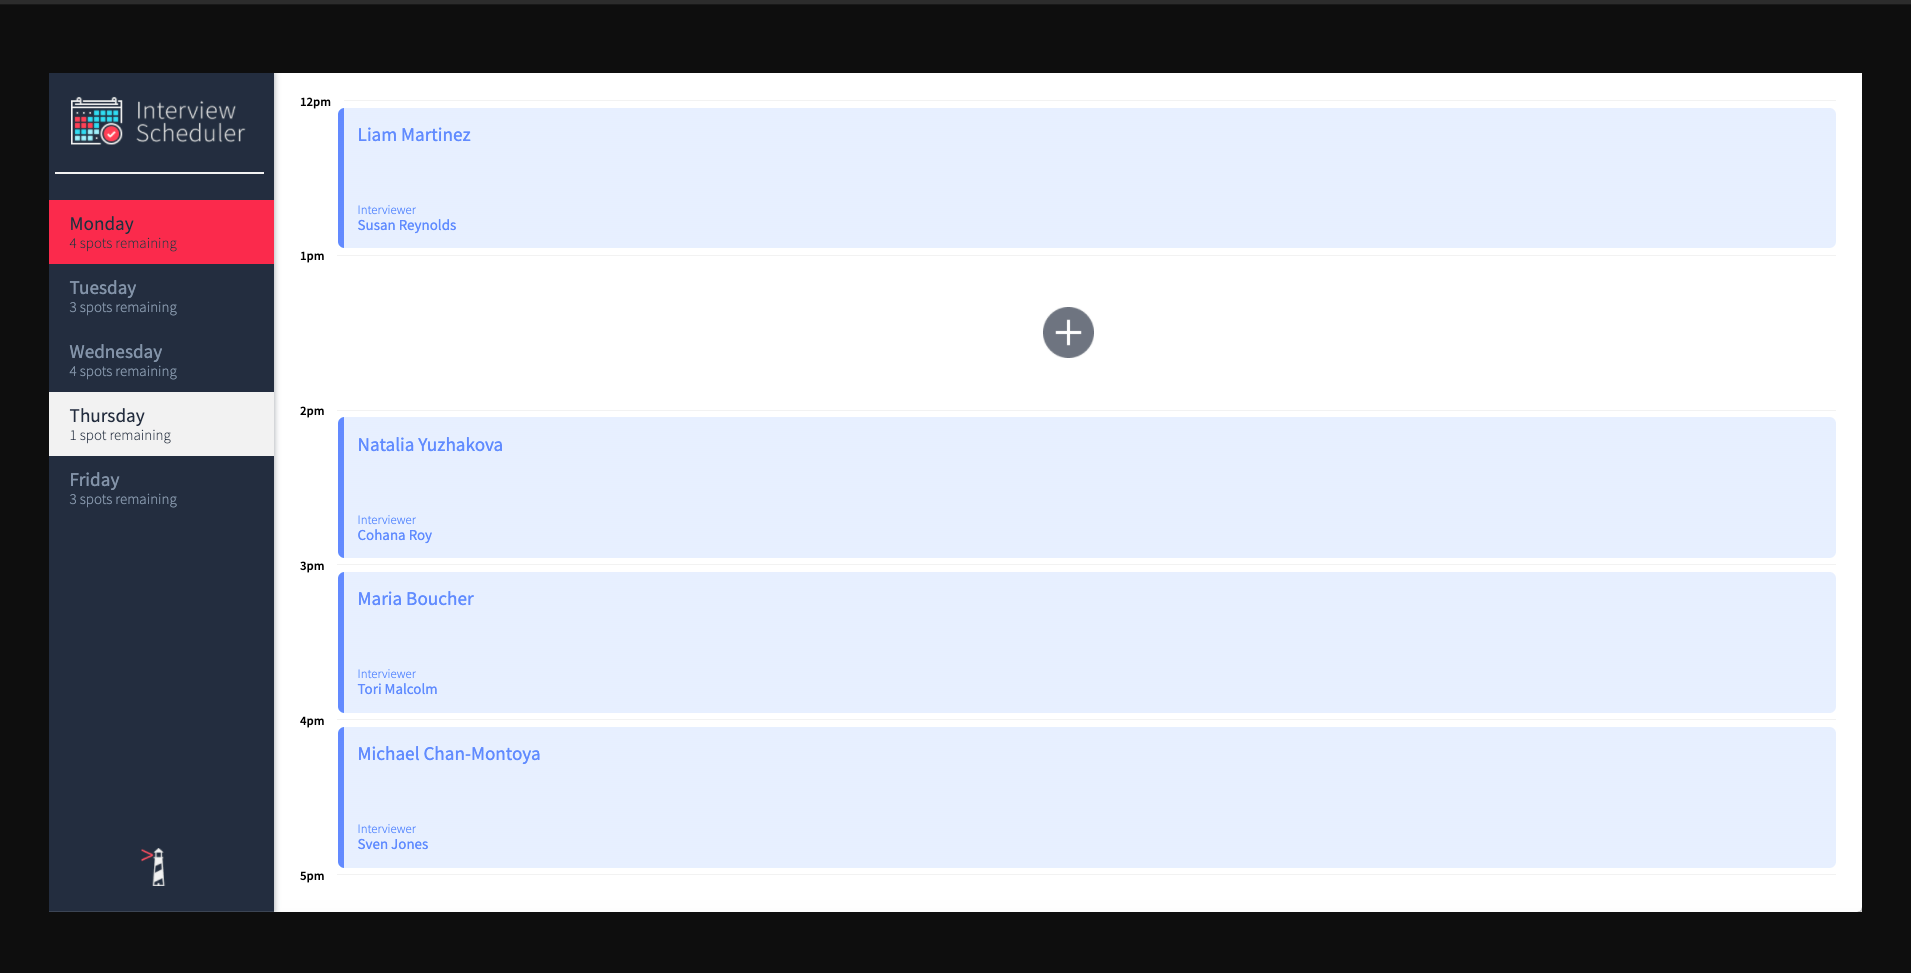 Interview
Scheduler
Monday
4 spots remaining
Tuesday
3 spots remaining
Wednesday
4 spots remaining
Thursday
1 spot remaining
Friday
3 spots remaining
12pm
Liam Martinez
Interviewer
Susan Reynolds
1pm
2pm
Natalia Yuzhakova
Interviewer
Cohana Roy
3pm
Maria Boucher
Interviewer
Tori Malcolm
4pm
Michael Chan-Montoya
Interviewer
Sven Jones
5pm